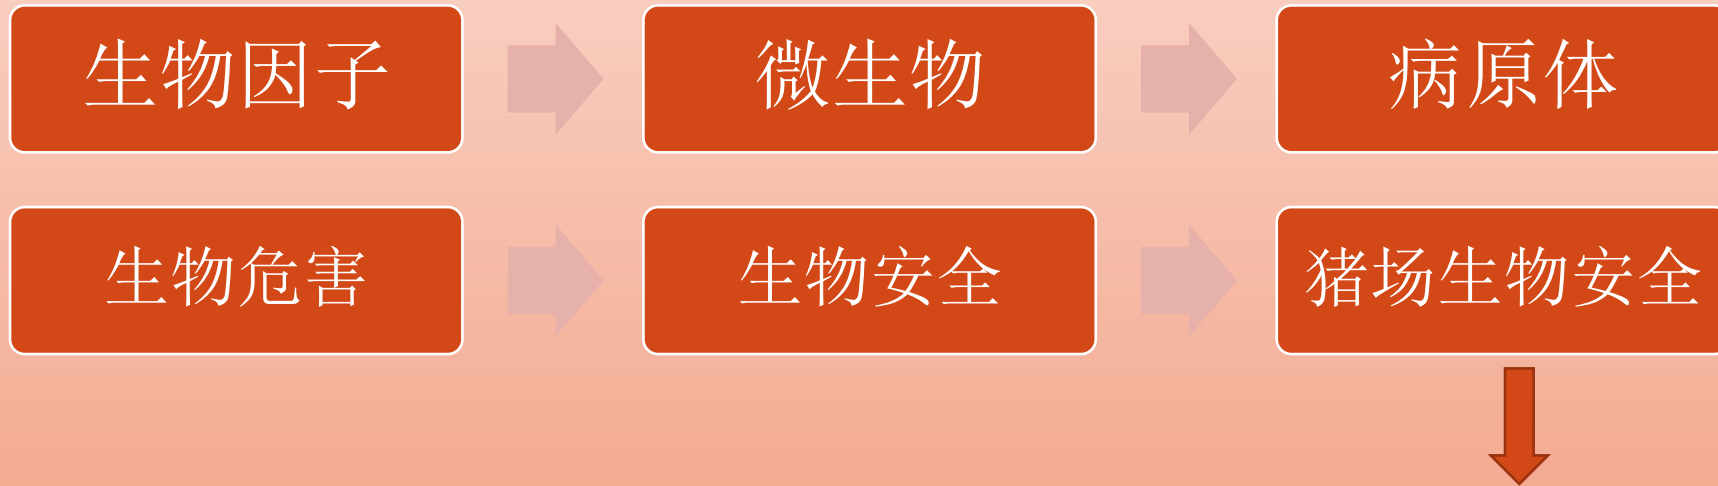 生物因子
微生物
病原体
生物危害
生物安全
猪场生物安全